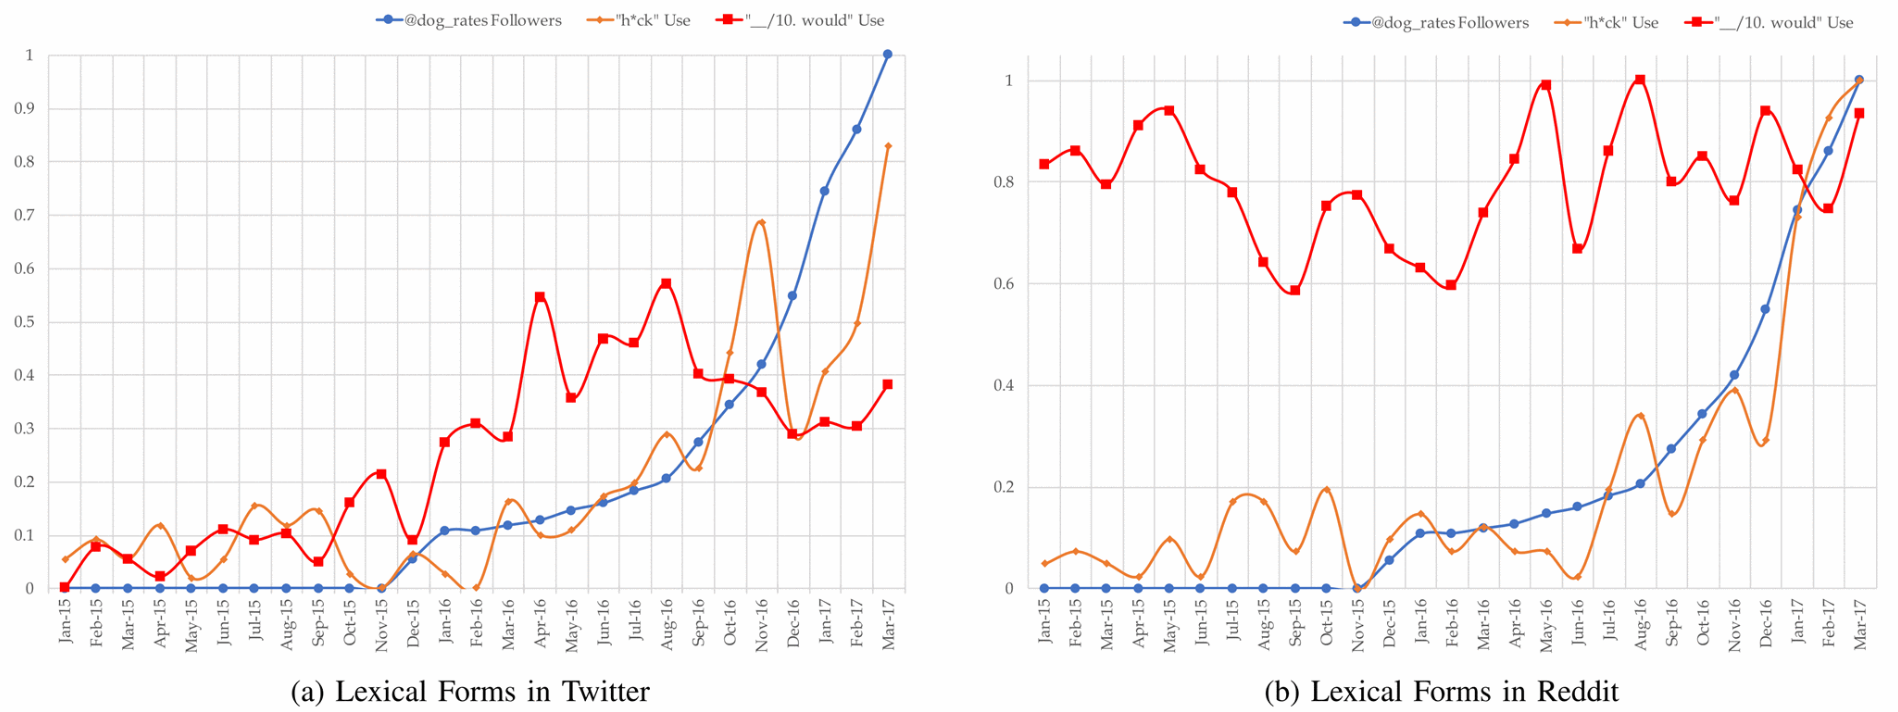 @dog_rates Followers "h*ck" Use "__/10. would" Use
1
0.9
0.8
0.7
0.6
0.5
0.4
0.3
0.2
0.1
0
Jan-15 Feb-15 Mar-15 Apr-15 May-15 Jun-15 Jul-15 Aug-15 Sep-15 Oct-15 Nov-15 Dec-15 Jan-16 Feb-16 Mar-16 Apr-16 May-16 Jun-16 Jul-16 Aug-16 Sep-16 Oct-16 Nov-16 Dec-16 Jan-17 Feb-17 Mar-17
(a) Lexical Forms in Twitter
@dog_rates Followers "h*ck" Use "__/10. would" Use
1
0.8
0.6
0.4
0.2
0
Jan-15 Feb-15 Mar-15 Apr-15 May-15 Jun-15 Jul-15 Aug-15 Sep-15 Oct-15 Nov-15 Dec-15 Jan-16 Feb-16 Mar-16 Apr-16 May-16 Jun-16 Jul-16 Aug-16 Sep-16 Oct-16 Nov-16 Dec-16 Jan-17 Feb-17 Mar-17
(b) Lexical Forms in Reddit